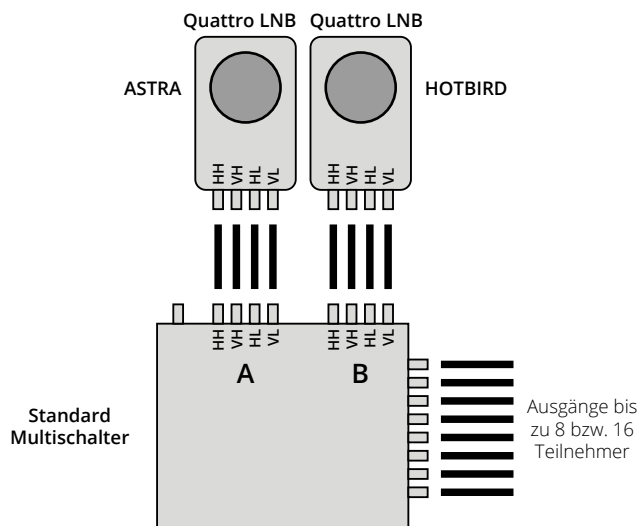 Quattro LNB Quattro LNB
ASTRA HOTBIRD
HH VH HL VL HH VH HL VL
HH VH HL VL HH VH HL VL
A B
Standard
Multischalter
Ausgänge bis
zu 8 bzw. 16
Teilnehmer